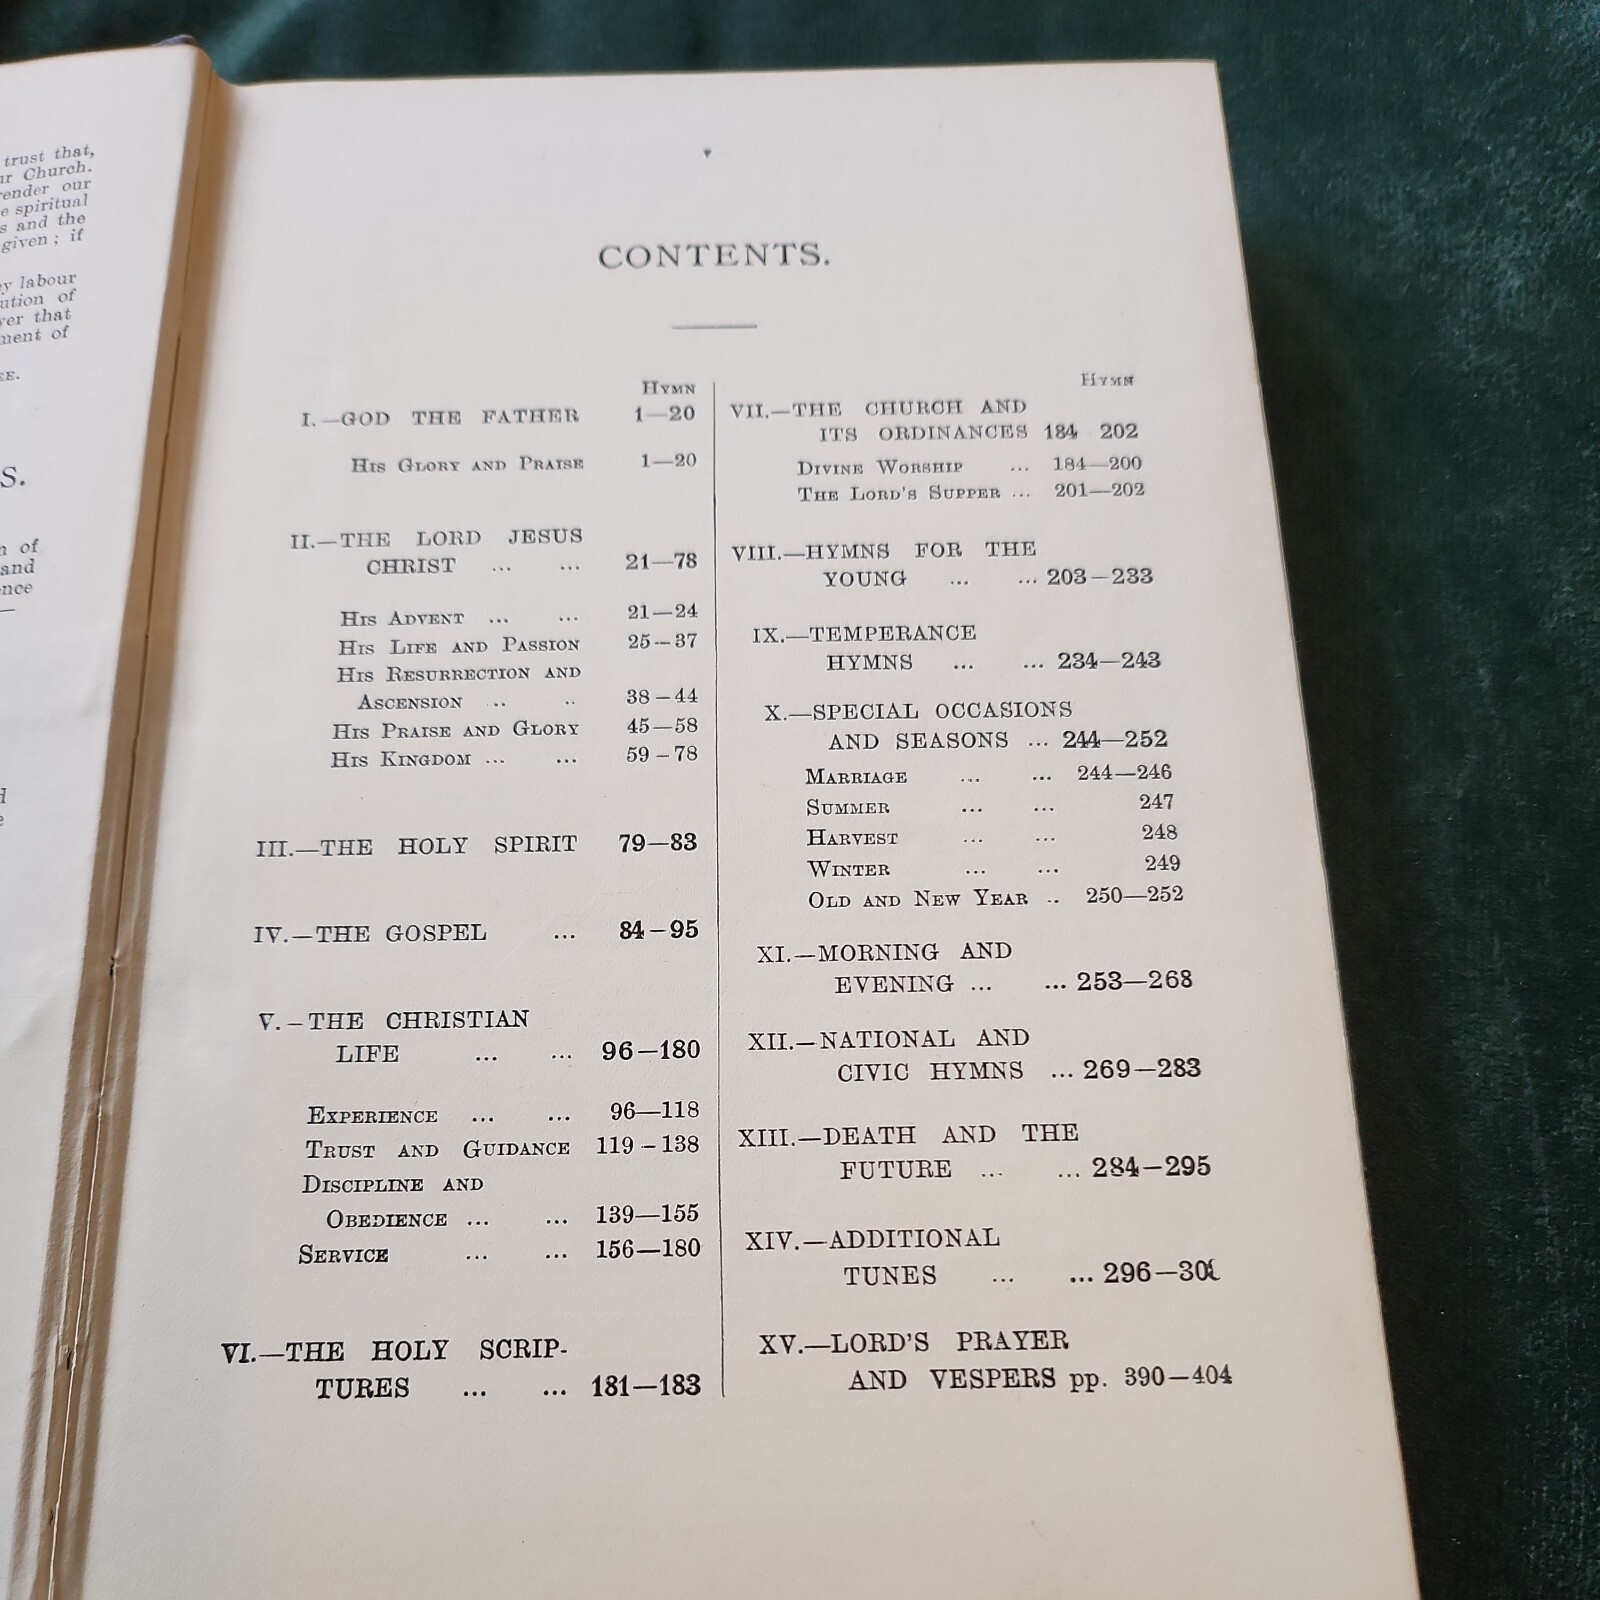 trust that,
Church.
render our
spiritual
and the
given; if
labour
of
that
of
S.
of
and
CONTENTS.
HYMN
I.—GOD THE FATHER 1—20
HIS GLORY AND PRAISE 1—20
II.—THE LORD JESUS
CHRIST ... ... 21—78
HIS ADVENT ... ... 21—24
HIS LIFE AND PASSION 25—37
HIS RESURRECTION AND
ASCENSION .. .. 38—44
HIS PRAISE AND GLORY 45—58
HIS KINGDOM ... ... 59—78
III.—THE HOLY SPIRIT 79—83
IV.—THE GOSPEL ... 84—95
V.—THE CHRISTIAN
LIFE ... ... 96—180
EXPERIENCE ... ... 96—118
TRUST AND GUIDANCE 119—138
DISCIPLINE AND
OBEDIENCE ... ... 139—155
SERVICE ... ... 156—180
VI.—THE HOLY SCRIP-
TURES ... ... 181—183
HYMN
VII.—THE CHURCH AND
ITS ORDINANCES 184 202
DIVINE WORSHIP ... 184—200
THE LORD'S SUPPER ... 201—202
VIII.—HYMNS FOR THE
YOUNG ... ... 203—233
IX.—TEMPERANCE
HYMNS ... ... 234—243
X.—SPECIAL OCCASIONS
AND SEASONS ... 244—252
MARRIAGE ... ... 244—246
SUMMER ... ... 247
HARVEST ... ... 248
WINTER ... ... 249
OLD AND NEW YEAR .. 250—252
XI.—MORNING AND
EVENING ... ... 253—268
XII.—NATIONAL AND
CIVIC HYMNS ... 269—283
XIII.—DEATH AND THE
FUTURE ... ... 284—295
XIV.—ADDITIONAL
TUNES ... ... 296—
XV.—LORD'S PRAYER
AND VESPERS pp. 390—404